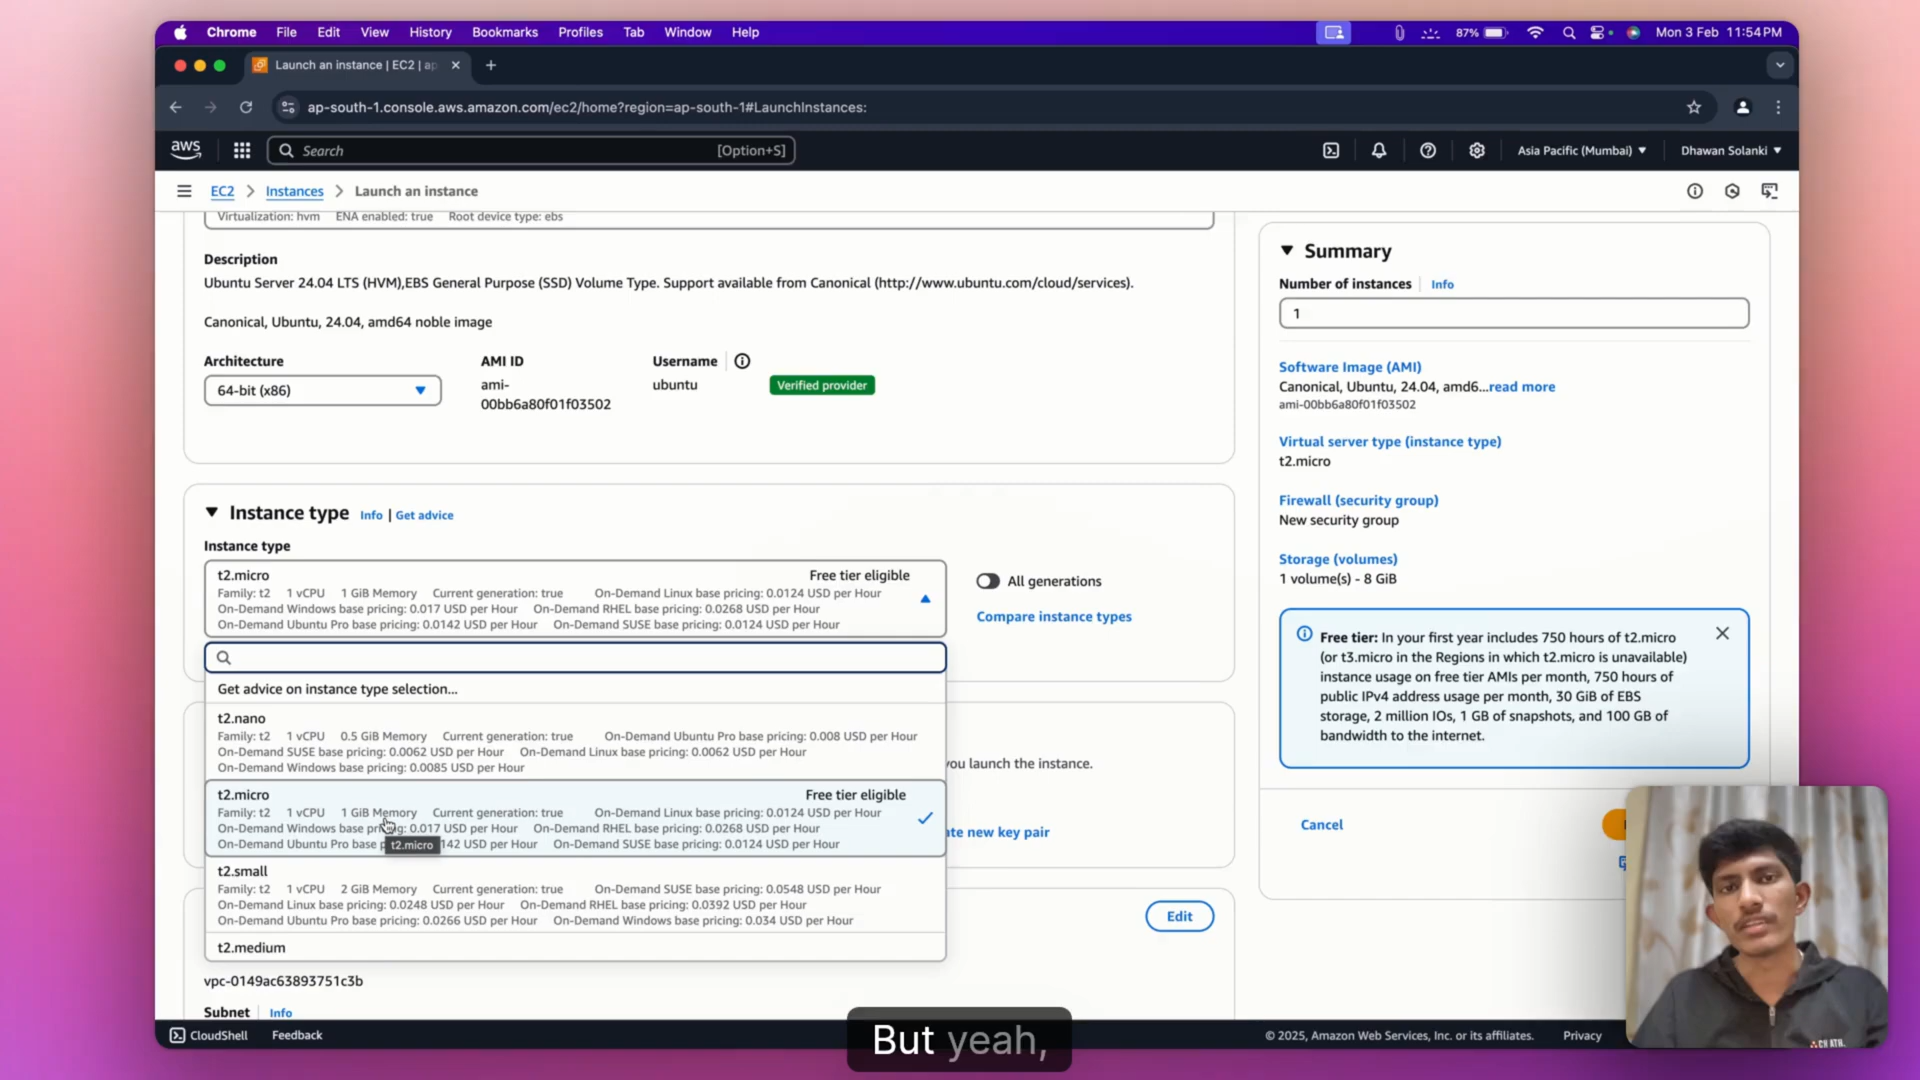 Chrome File Edit View History Bookmarks Profiles Tab Window Help 87% Mon 3 Feb 11:54PM
Launch an instance | EC2 | ap
ap-south-1.console.aws.amazon.com/ec2/home?region=ap-south-1#LaunchInstances:
aws Search [Option+S] Asia Pacific (Mumbai) Dhawan Solanki
EC2 Instances Launch an instance
Virtualization: hvm ENA enabled: true Root device type: ebs
Description
Ubuntu Server 24.04 LTS (HVM),EBS General Purpose (SSD) Volume Type. Support available from Canonical (http://www.ubuntu.com/cloud/services).
Canonical, Ubuntu, 24.04, amd64 noble image
Architecture
64-bit (x86)
AMI ID
ami-
00bb6a80f01f03502
Username
ubuntu
Verified provider
Instance type Info | Get advice
Instance type
t2.micro Free tier eligible
Family: t2 1 vCPU 1 GiB Memory Current generation: true On-Demand Linux base pricing: 0.0124 USD per Hour
On-Demand Windows base pricing: 0.017 USD per Hour On-Demand RHEL base pricing: 0.0268 USD per Hour
On-Demand Ubuntu Pro base pricing: 0.0142 USD per Hour On-Demand SUSE base pricing: 0.0124 USD per Hour
All generations
Compare instance types
Get advice on instance type selection...
t2.nano
Family: t2 1 vCPU 0.5 GiB Memory Current generation: true On-Demand Ubuntu Pro base pricing: 0.008 USD per Hour
On-Demand SUSE base pricing: 0.0062 USD per Hour On-Demand Linux base pricing: 0.0062 USD per Hour
On-Demand Windows base pricing: 0.0085 USD per Hour
t2.micro Free tier eligible
Family: t2 1 vCPU 1 GiB Memory Current generation: true On-Demand Linux base pricing: 0.0124 USD per Hour
On-Demand Windows base pricing: 0.017 USD per Hour On-Demand RHEL base pricing: 0.0268 USD per Hour
On-Demand Ubuntu Pro base p t2.micro 142 USD per Hour On-Demand SUSE base pricing: 0.0124 USD per Hour
t2.small
Family: t2 1 vCPU 2 GiB Memory Current generation: true On-Demand SUSE base pricing: 0.0548 USD per Hour
On-Demand Linux base pricing: 0.0248 USD per Hour On-Demand RHEL base pricing: 0.0392 USD per Hour
On-Demand Ubuntu Pro base pricing: 0.0266 USD per Hour On-Demand Windows base pricing: 0.034 USD per Hour
t2.medium
you launch the instance.
te new key pair
Edit
vpc-0149ac63893751c3b
Subnet Info
Summary
Number of instances Info
1
Software Image (AMI)
Canonical, Ubuntu, 24.04, amd6...read more
ami-00bb6a80f01f03502
Virtual server type (instance type)
t2.micro
Firewall (security group)
New security group
Storage (volumes)
1 volume(s) - 8 GiB
Free tier: In your first year includes 750 hours of t2.micro
(or t3.micro in the Regions in which t2.micro is unavailable)
instance usage on free tier AMIs per month, 750 hours of
public IPv4 address usage per month, 30 GiB of EBS
storage, 2 million IOs, 1 GB of snapshots, and 100 GB of
bandwidth to the internet.
Cancel
CloudShell Feedback © 2025, Amazon Web Services, Inc. or its affiliates. Privacy
But yeah,